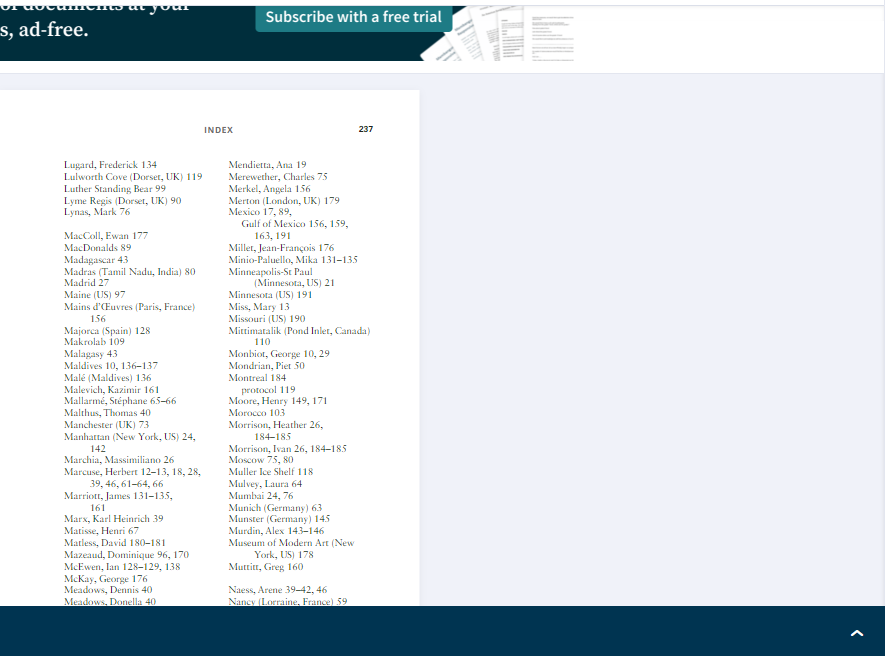 of documents at your
s, ad-free.
Subscribe with a free trial
INDEX
237
Lugard, Frederick 134
Lulworth Cove (Dorset, UK) 119
Luther Standing Bear 99
Lyme Regis (Dorset, UK) 90
Lynas, Mark 76
MacColl, Ewan 177
MacDonalds 89
Madagascar 43
Madras (Tamil Nadu, India) 80
Madrid 27
Maine (US) 97
Mains d'Œuvres (Paris, France)
156
Majorca (Spain) 128
Makrolab 109
Malagasy 43
Maldives 10, 136–137
Malé (Maldives) 136
Malevich, Kazimir 161
Mallarmé, Stéphane 65–66
Malthus, Thomas 40
Manchester (UK) 73
Manhattan (New York, US) 24,
142
Marchia, Massimiliano 26
Marcuse, Herbert 12–13, 18, 28,
39, 46, 61–64, 66
Marriott, James 131–135,
161
Marx, Karl Heinrich 39
Matisse, Henri 67
Matless, David 180–181
Mazeaud, Dominique 96, 170
McEwen, Ian 128–129, 138
McKay, George 176
Meadows, Dennis 40
Meadows, Donella 40
Mendietta, Ana 19
Merewether, Charles 75
Merkel, Angela 156
Merton (London, UK) 179
Mexico 17, 89,
Gulf of Mexico 156, 159,
163, 191
Millet, Jean-François 176
Minio-Paluello, Mika 131–135
Minneapolis-St Paul
(Minnesota, US) 21
Minnesota (US) 191
Miss, Mary 13
Missouri (US) 190
Mittimatalik (Pond Inlet, Canada)
110
Monbiot, George 10, 29
Mondrian, Piet 50
Montreal 184
protocol 119
Moore, Henry 149, 171
Morocco 103
Morrison, Heather 26,
184–185
Morrison, Ivan 26, 184–185
Moscow 75, 80
Muller Ice Shelf 118
Mulvey, Laura 64
Mumbai 24, 76
Munich (Germany) 63
Munster (Germany) 145
Murdin, Alex 143–146
Museum of Modern Art (New
York, US) 178
Muttitt, Greg 160
Naess, Arene 39–42, 46
Nancy (Lorraine, France) 59